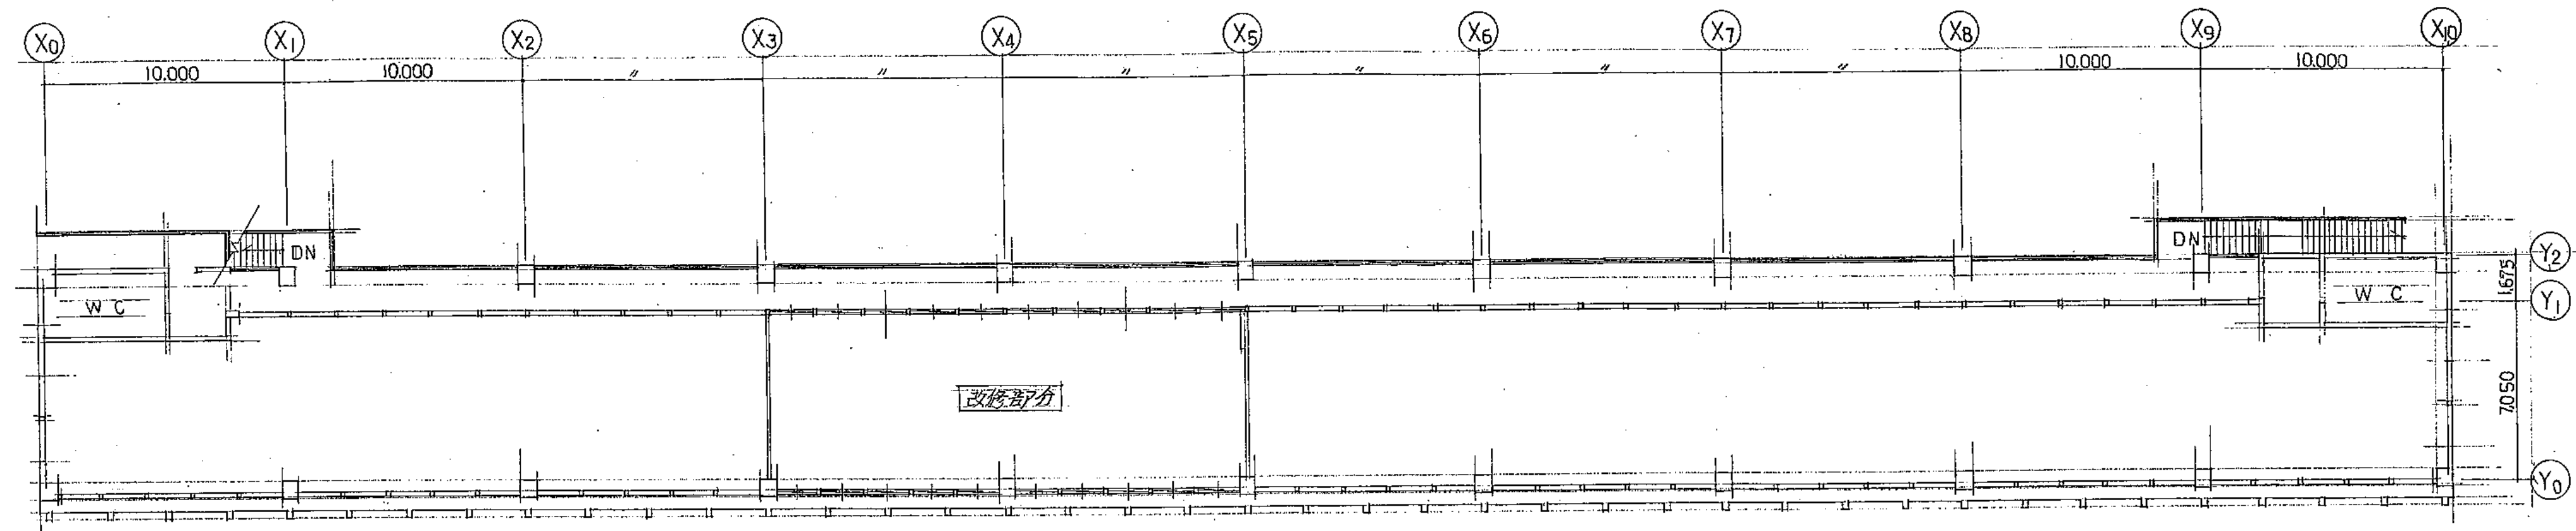 X0 X1 X2 X3 X4 X5 X6 X7 X8 X9 X10
10.000 10.000 〃 〃 〃 〃 〃 〃 10.000 10.000
DN DN
Y2
1.675
W C W C
Y1
改修部分
7.050
Y0